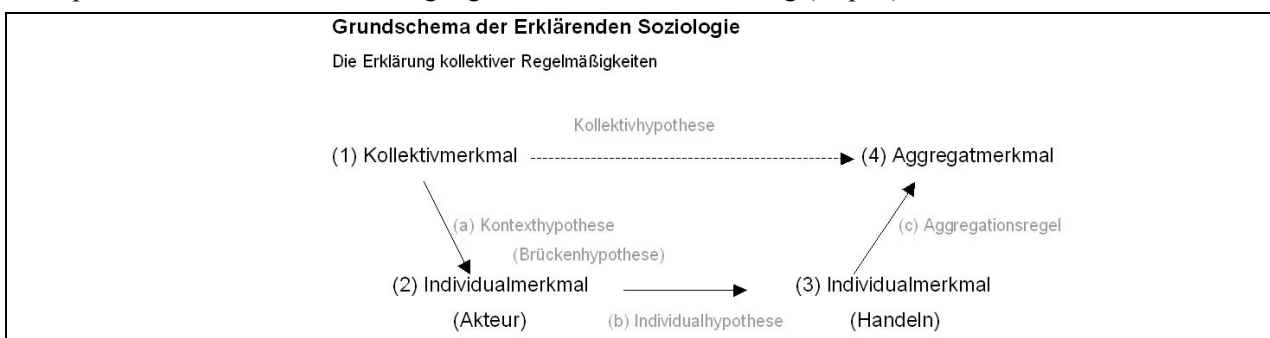 Grundschema der Erklärenden Soziologie
Die Erklärung kollektiver Regelmäßigkeiten
Kollektivhypothese
(1) Kollektivmerkmal
(4) Aggregatmerkmal
(a) Kontexthypothese
(c) Aggregationsregel
(Brückenhypothese)
(2) Individualmerkmal
(3) Individualmerkmal
(Akteur)
(b) Individualhypothese
(Handeln)